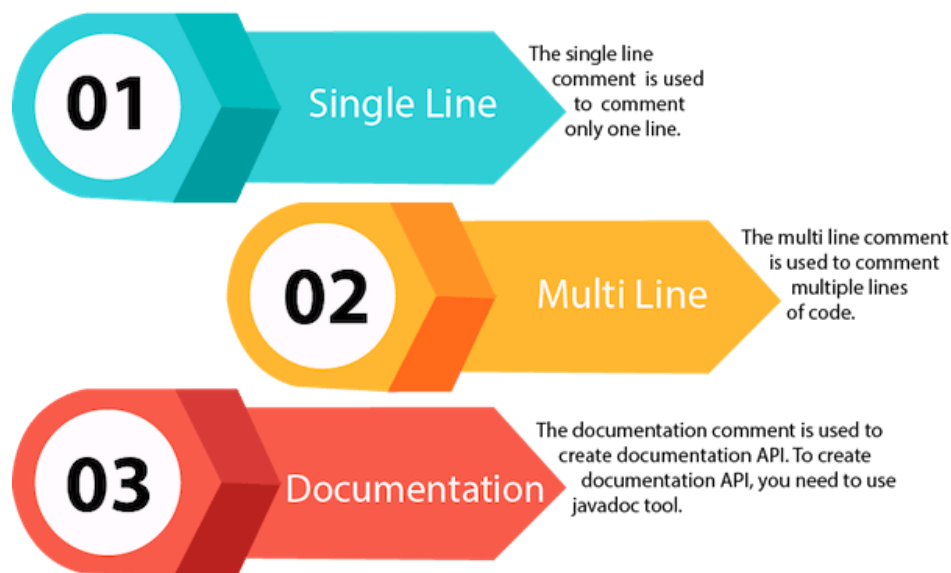 01
Single Line
The single line
comment is used
to comment
only one line.
02
Multi Line
The multi line comment
is used to comment
multiple lines
of code.
03
Documentation
The documentation comment is used to
create documentation API. To create
documentation API, you need to use
javadoc tool.